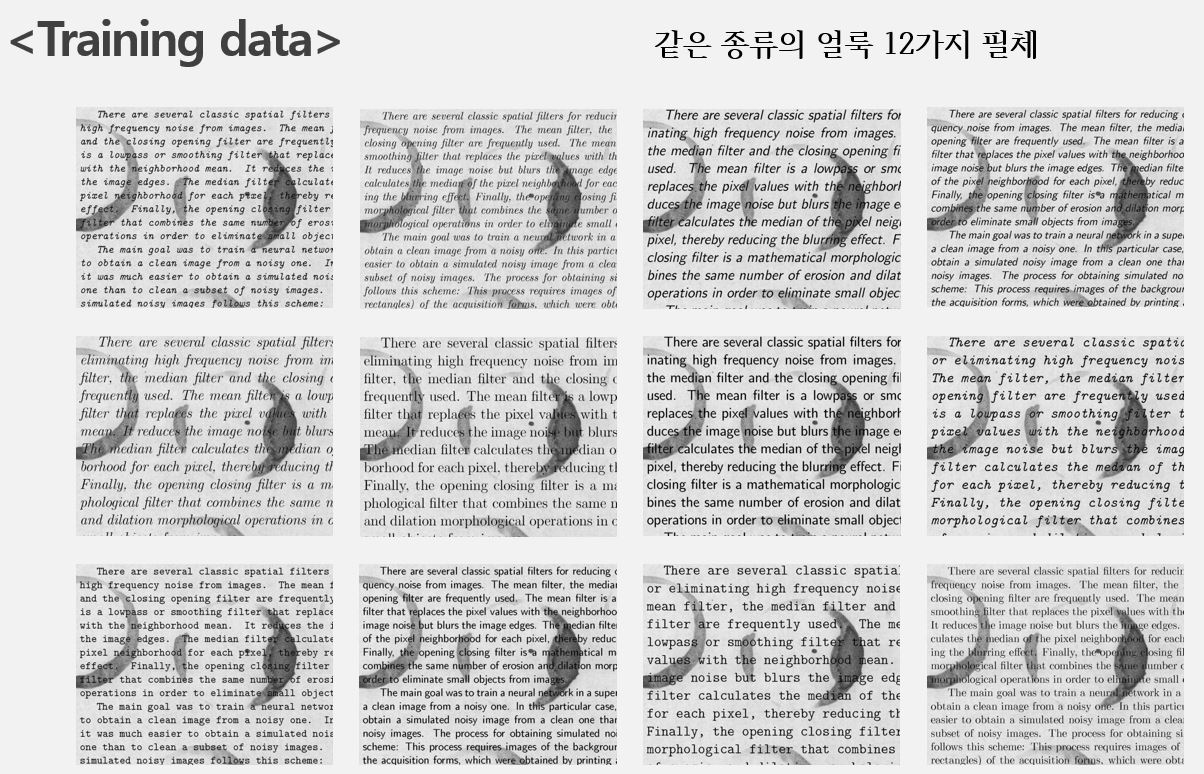 <Training data>
같은 종류의 얼룩 12가지 필체
There are several classic spatial filters
high frequency noise from images. The mean
and the closing opening filter are frequently
is a lowpass or smoothing filter that replace
with the neighborhood mean. It reduces the
the image edges. The median filter calculate
pixel neighborhood for each pixel, thereby re
effect. Finally, the opening closing filter
filter that combines the same number of erosi
operations in order to eliminate small object
The main goal was to train a neural networ
to obtain a clean image from a noisy one. In
it was much easier to obtain a simulated nois
one than to clean a subset of noisy images.
simulated noisy images follows this scheme:
There are several classic spatial filters for reducin
frequency noise from images. The mean filter, the
closing opening filter are frequently used. The mean
smoothing filter that replaces the pixel values with th
It reduces the image noise but blurs the image edge
calculates the median of the pixel neighborhood for eac
ing the blurring effect. Finally, the opening closing fi
morphological filter that combines the same number o
morphological operations in order to eliminate small
The main goal was to train a neural network in a
obtain a clean image from a noisy one. In this partic
easier to obtain a simulated noisy image from a clea
subset of noisy images. The process for obtaining si
follows this scheme: This process requires images of
rectangles) of the acquisition forms, which were obt
There are several classic spatial filters for
inating high frequency noise from images.
the median filter and the closing opening fi
used. The mean filter is a lowpass or smo
replaces the pixel values with the neighborh
duces the image noise but blurs the image e
filter calculates the median of the pixel neig
pixel, thereby reducing the blurring effect. F
closing filter is a mathematical morphologic
bines the same number of erosion and dilat
operations in order to eliminate small objec
The main goal was to train a neural netw
There are several classic spatial filters for reducing
quency noise from images. The mean filter, the median
opening filter are frequently used. The mean filter is a
filter that replaces the pixel values with the neighborhoo
image noise but blurs the image edges. The median filte
of the pixel neighborhood for each pixel, thereby reduc
Finally, the opening closing filter is a mathematical m
combines the same number of erosion and dilation morp
order to eliminate small objects from images.
The main goal was to train a neural network in a supe
a clean image from a noisy one. In this particular case,
obtain a simulated noisy image from a clean one than
noisy images. The process for obtaining simulated no
scheme: This process requires images of the backgroun
the acquisition forms, which were obtained by printing
There are several classic spatial filters
eliminating high frequency noise from im
filter, the median filter and the closing
frequently used. The mean filter is a lowp
filter that replaces the pixel values with
mean. It reduces the image noise but blurs
The median filter calculates the median o
borhood for each pixel, thereby reducing th
Finally, the opening closing filter is a m
phological filter that combines the same n
and dilation morphological operations in o
small objects from
There are several classic spatial filters
eliminating high frequency noise from im
filter, the median filter and the closing o
frequently used. The mean filter is a lowp
filter that replaces the pixel values with t
mean. It reduces the image noise but blurs
The median filter calculates the median o
borhood for each pixel, thereby reducing th
Finally, the opening closing filter is a ma
phological filter that combines the same n
and dilation morphological operations in o
There are several classic spatial filters for
inating high frequency noise from images.
the median filter and the closing opening fil
used. The mean filter is a lowpass or smo
replaces the pixel values with the neighborh
duces the image noise but blurs the image e
filter calculates the median of the pixel neig
pixel, thereby reducing the blurring effect. Fi
closing filter is a mathematical morphologic
bines the same number of erosion and dilat
operations in order to eliminate small object
The main goal was to train a neural netw
There are several classic spatia
or eliminating high frequency nois
The mean filter, the median filter
opening filter are frequently used
is a lowpass or smoothing filter t
pixel values with the neighborhood
the image noise but blurs the imag
filter calculates the median of th
for each pixel, thereby reducing t
Finally, the opening closing filte
morphological filter that combines
There are several classic spatial filters
high frequency noise from images. The mean f
and the closing opening filter are frequently
is a lowpass or smoothing filter that replace
with the neighborhood mean. It reduces the i
the image edges. The median filter calculate
pixel neighborhood for each pixel, thereby re
effect. Finally, the opening closing filter
filter that combines the same number of erosi
operations in order to eliminate small object
The main goal was to train a neural networ
to obtain a clean image from a noisy one. In
it was much easier to obtain a simulated nois
one than to clean a subset of noisy images.
simulated noisy images follows this scheme:
There are several classic spatial filters for reducing o
quency noise from images. The mean filter, the median
opening filter are frequently used. The mean filter is a
filter that replaces the pixel values with the neighborhoo
image noise but blurs the image edges. The median filte
of the pixel neighborhood for each pixel, thereby reduc
Finally, the opening closing filter is a mathematical m
combines the same number of erosion and dilation morp
order to eliminate small objects from images.
The main goal was to train a neural network in a super
a clean image from a noisy one. In this particular case,
obtain a simulated noisy image from a clean one than
noisy images. The process for obtaining simulated noi
scheme: This process requires images of the backgroun
the acquisition forms, which were obtained by printing a
There are several classic spatial
or eliminating high frequency noise
mean filter, the median filter and
filter are frequently used. The me
lowpass or smoothing filter that re
values with the neighborhood mean.
image noise but blurs the image edg
filter calculates the median of the
for each pixel, thereby reducing th
Finally, the opening closing filter
morphological filter that combines
There are several classic spatial filters for reducin
frequency noise from images. The mean filter, the
closing opening filter are frequently used. The mean
smoothing filter that replaces the pixel values with the
It reduces the image noise but blurs the image edges.
culates the median of the pixel neighborhood for each
ing the blurring effect. Finally, the opening closing fi
morphological filter that combines the same number o
morphological operations in order to eliminate small o
The main goal was to train a neural network in a
obtain a clean image from a noisy one. In this partic
easier to obtain a simulated noisy image from a clea
subset of noisy images. The process for obtaining si
follows this scheme: This process requires images of
rectangles) of the acquisition forms, which were obt